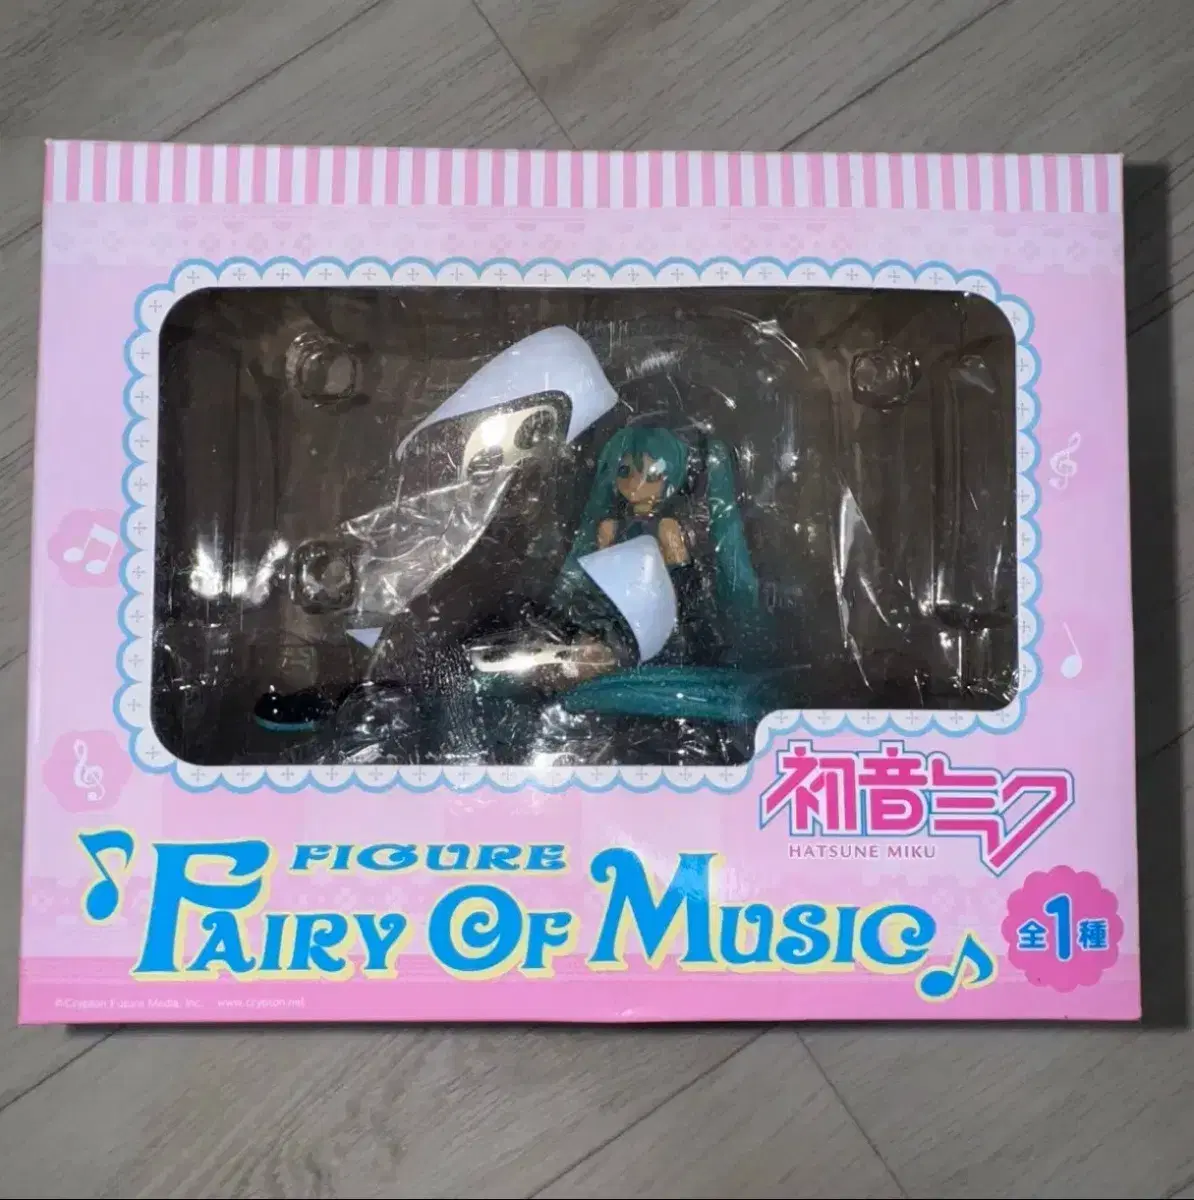 初音ミク
HATSUNE MIKU
FIGURE
FAIRY OF MUSIC
全1種
©Crypton Future Media, Inc. www.crypton.net